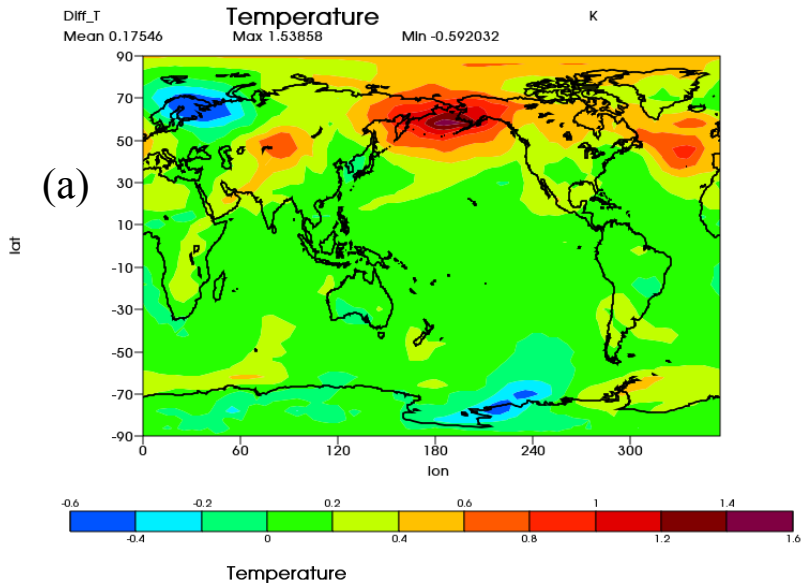 Diff_T Temperature K
Mean 0.17546 Max 1.53858 Min -0.592032
90
70
50
30
10
-10
-30
-50
-70
-90
(a)
lat
0 60 120 180 240 300
lon
-0.6 -0.2 0.2 0.6 1 1.4
-0.4 0 0.4 0.8 1.2 1.6
Temperature